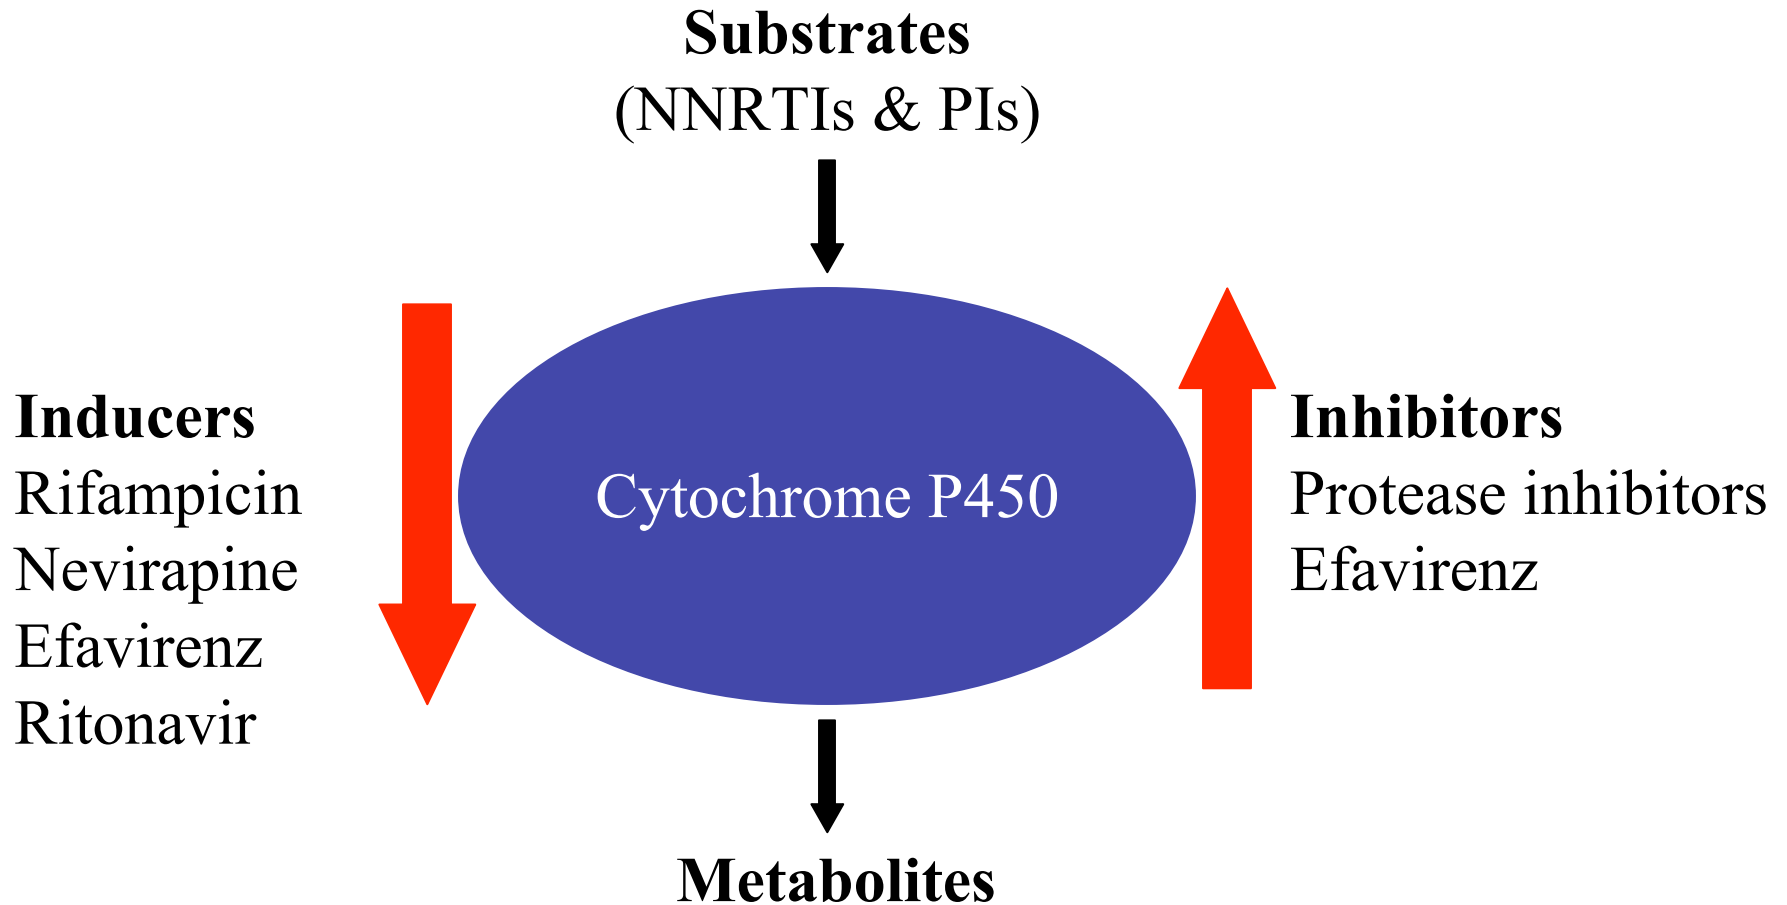 Substrates
(NNRTIs & PIs)
Inducers
Rifampicin
Nevirapine
Efavirenz
Ritonavir
Cytochrome P450
Inhibitors
Protease inhibitors
Efavirenz
Metabolites